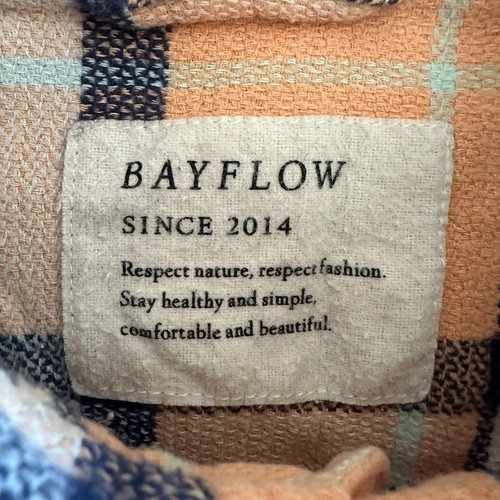 BAYFLOW
SINCE 2014
Respect nature, respect fashion.
Stay healthy and simple,
comfortable and beautiful.